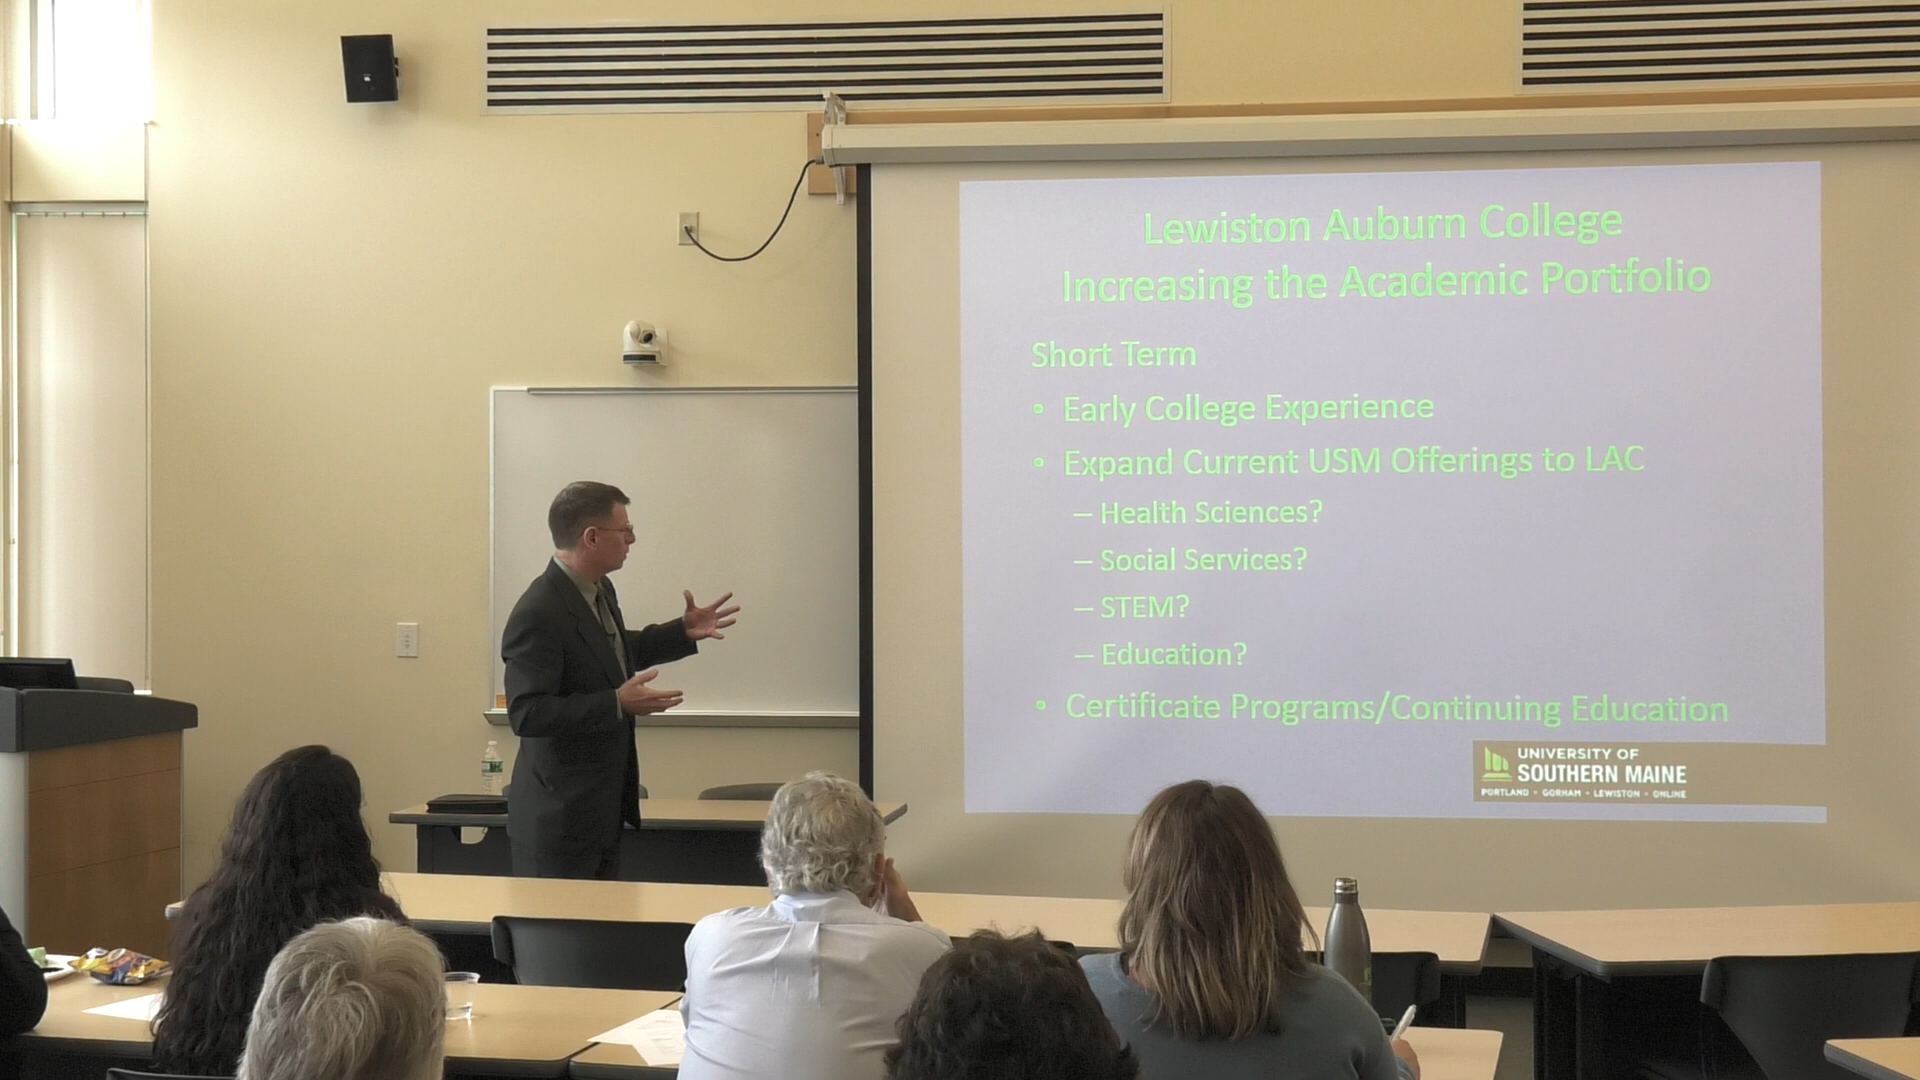 Lewiston Auburn College
Increasing the Academic Portfolio
Short Term
• Early College Experience
• Expand Current USM Offerings to LAC
– Health Sciences?
– Social Services?
– STEM?
– Education?
• Certificate Programs/Continuing Education
UNIVERSITY OF
SOUTHERN MAINE
PORTLAND • GORHAM • LEWISTON • ONLINE